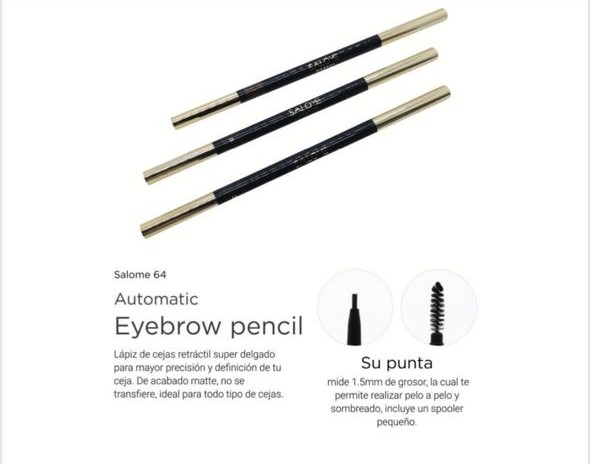 SALOME
SALOME
Salome 64
Automatic
Eyebrow pencil
Lápiz de cejas retráctil super delgado
para mayor precisión y definición de tu
ceja. De acabado matte, no se
transfiere, ideal para todo tipo de cejas.
Su punta
mide 1.5mm de grosor, la cual te
permite realizar pelo a pelo y
sombreado, incluye un spooler
pequeño.